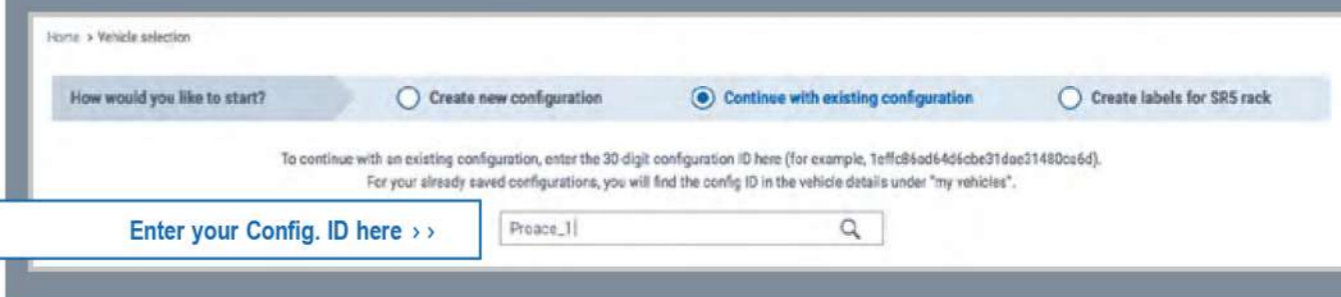 Home > Vehicle selection
How would you like to start? Create new configuration Continue with existing configuration Create labels for SR5 rack
To continue with an existing configuration, enter the 30-digit configuration ID here (for example, 1effc86ad64d6cbe31dae31480ca6d).
For your already saved configurations, you will find the config ID in the vehicle details under "my vehicles".
Enter your Config. ID here >> Proace_1